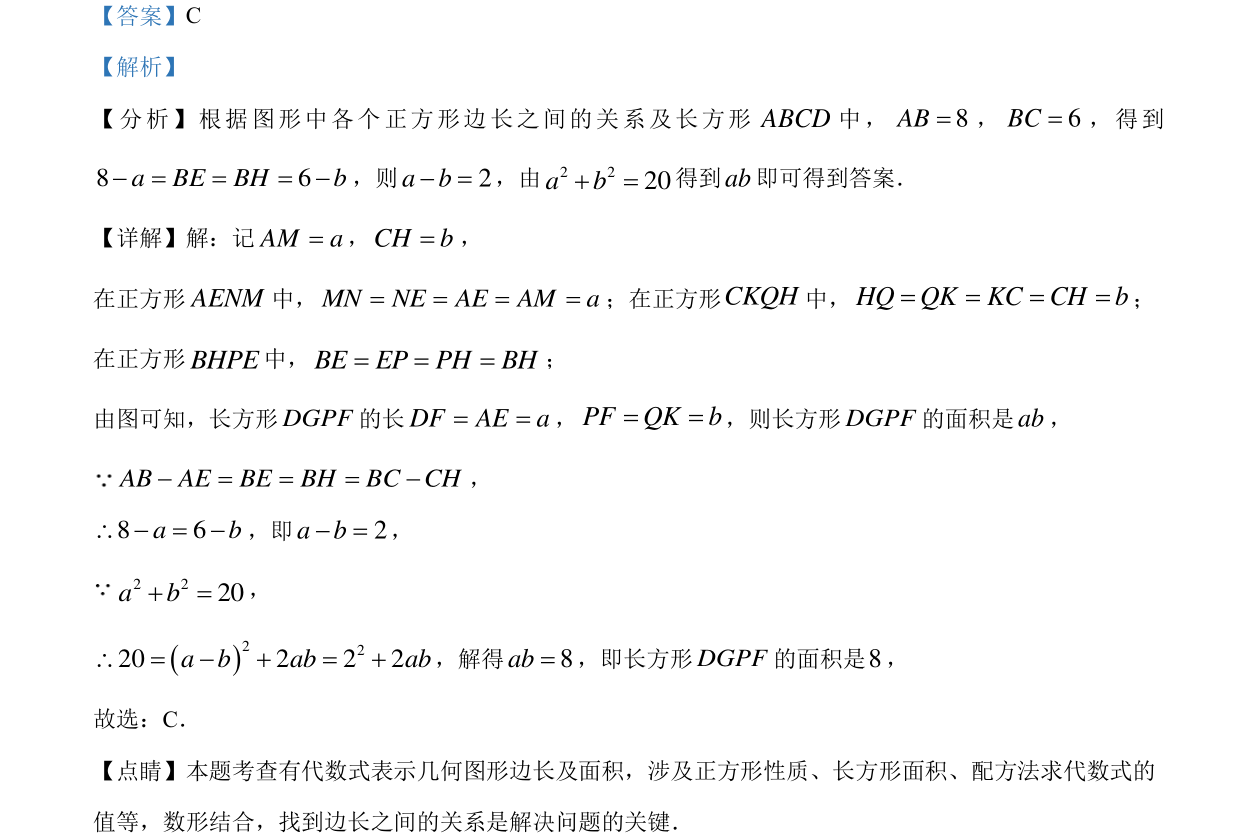 【答案】C
【解析】
【分析】根据图形中各个正方形边长之间的关系及长方形 ABCD 中， AB = 8 ， BC = 6 ，得到
8 − a = BE = BH = 6 − b ，则 a − b = 2 ，由 a² + b² = 20 得到 ab 即可得到答案．
【详解】解：记 AM = a ，CH = b ，
在正方形 AENM 中， MN = NE = AE = AM = a ；在正方形 CKQH 中， HQ = QK = KC = CH = b ；
在正方形 BHPE 中， BE = EP = PH = BH ；
由图可知，长方形 DGPF 的长 DF = AE = a ， PF = QK = b ，则长方形 DGPF 的面积是 ab ，
∵ AB − AE = BE = BH = BC − CH ，
∴ 8 − a = 6 − b ，即 a − b = 2 ，
∵ a² + b² = 20 ，
∴ 20 = (a − b)² + 2ab = 2² + 2ab ，解得 ab = 8 ，即长方形 DGPF 的面积是 8 ，
故选：C．
【点睛】本题考查有代数式表示几何图形边长及面积，涉及正方形性质、长方形面积、配方法求代数式的
值等，数形结合，找到边长之间的关系是解决问题的关键．